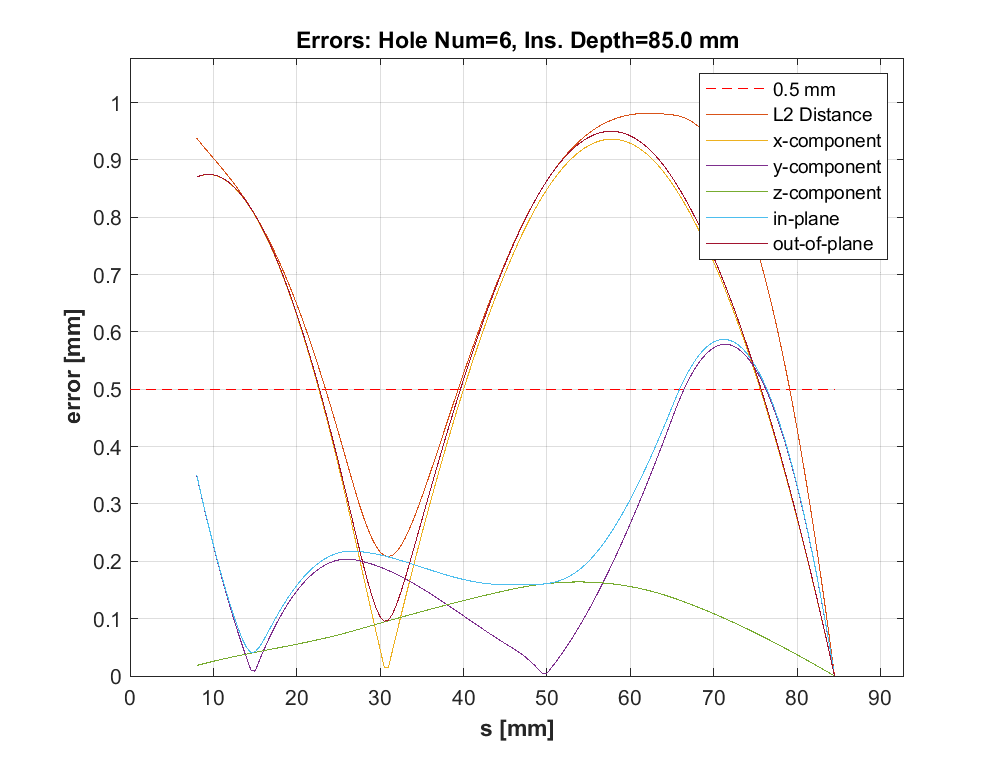 Errors: Hole Num=6, Ins. Depth=85.0 mm
1
0.9
0.8
0.7
0.6
0.5
0.4
0.3
0.2
0.1
0
error [mm]
0.5 mm
L2 Distance
x-component
y-component
z-component
in-plane
out-of-plane
0 10 20 30 40 50 60 70 80 90
s [mm]